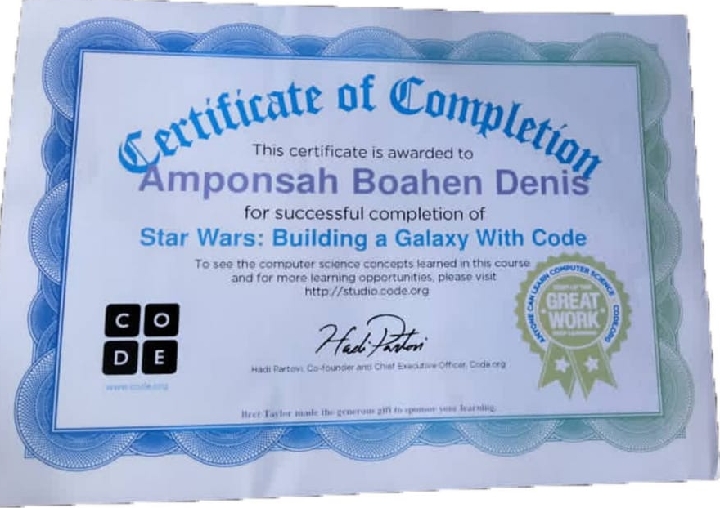 Certificate of Completion
This certificate is awarded to
Amponsah Boahen Denis
for successful completion of
Star Wars: Building a Galaxy With Code
To see the computer science concepts learned in this course
and for more learning opportunities, please visit
http://studio.code.org
ANYONE CAN LEARN COMPUTER SCIENCE
CODE.ORG
GREAT
WORK
CO
DE
www.code.org
Hadi Partovi
Hadi Partovi, Co-founder and Chief Executive Officer, Code.org
Bret Taylor made the generous gift to sponsor your learning.